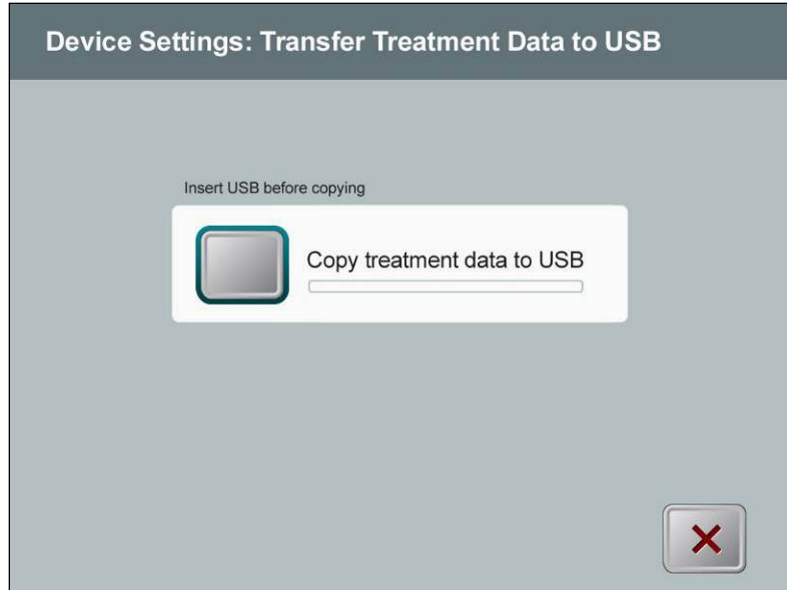 Device Settings: Transfer Treatment Data to USB
Insert USB before copying
Copy treatment data to USB